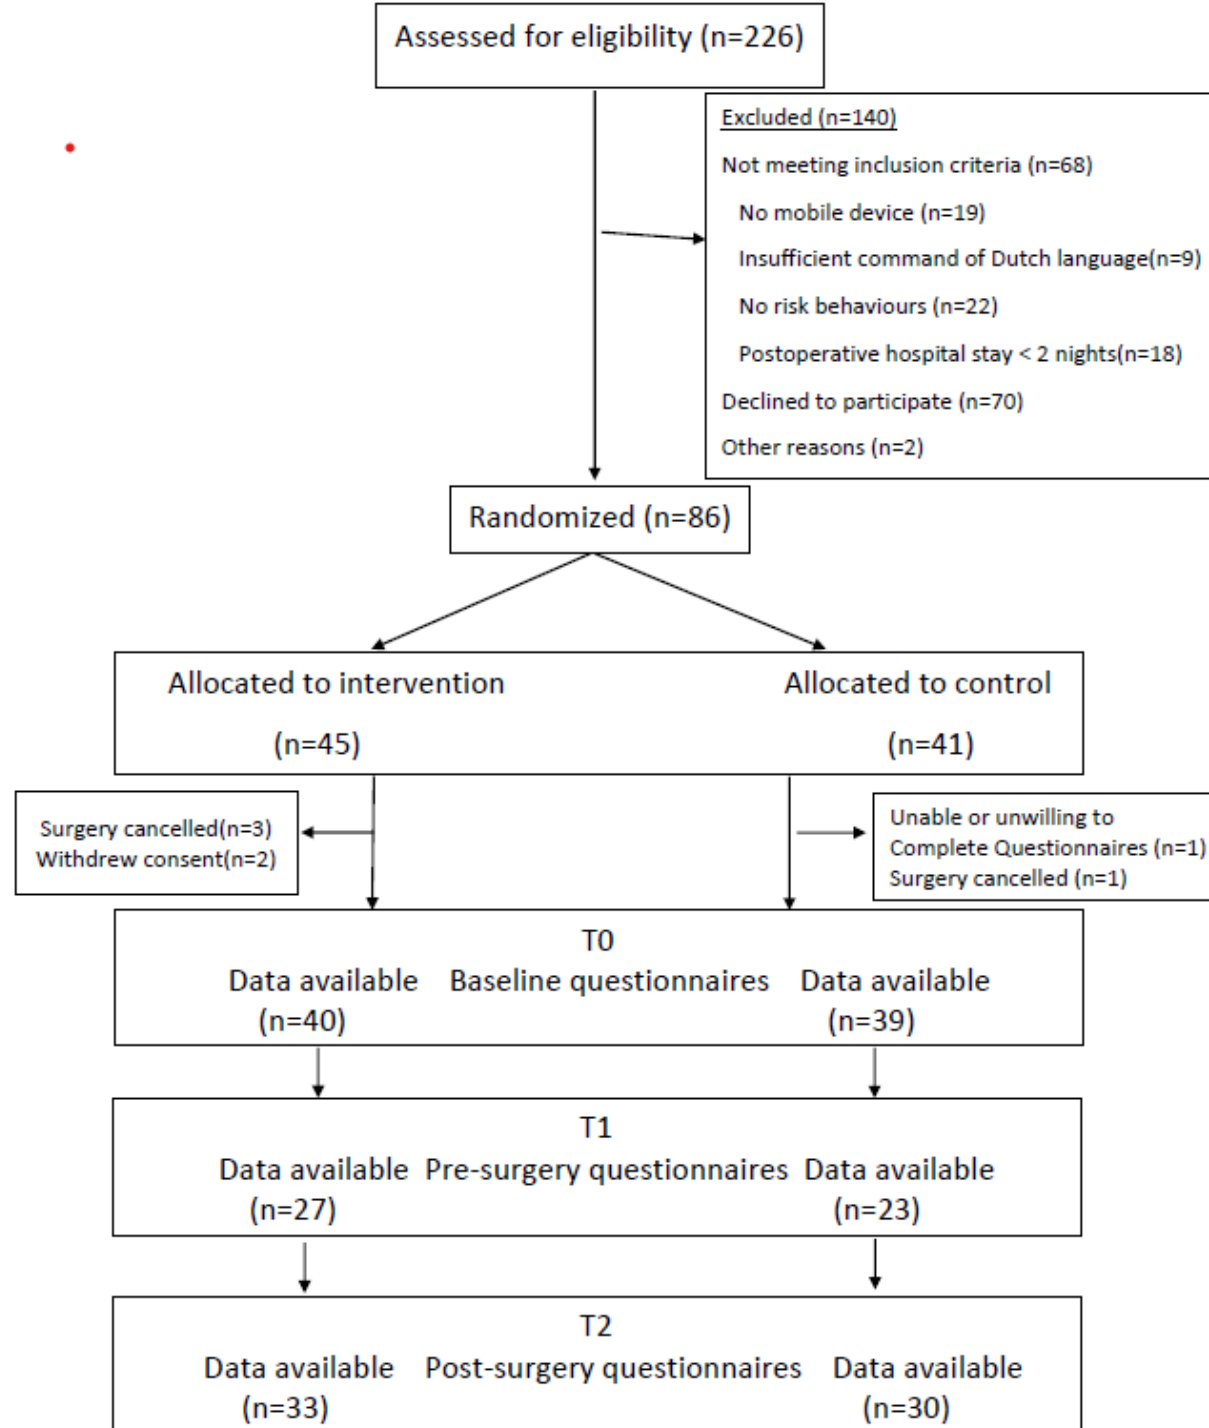 Assessed for eligibility (n=226)
Excluded (n=140)
Not meeting inclusion criteria (n=68)
No mobile device (n=19)
Insufficient command of Dutch language(n=9)
No risk behaviours (n=22)
Postoperative hospital stay < 2 nights(n=18)
Declined to participate (n=70)
Other reasons (n=2)
Randomized (n=86)
Allocated to intervention
(n=45)
Allocated to control
(n=41)
Surgery cancelled(n=3)
Withdrew consent(n=2)
Unable or unwilling to
Complete Questionnaires (n=1)
Surgery cancelled (n=1)
T0
Data available Baseline questionnaires Data available
(n=40) (n=39)
T1
Data available Pre-surgery questionnaires Data available
(n=27) (n=23)
T2
Data available Post-surgery questionnaires Data available
(n=33) (n=30)